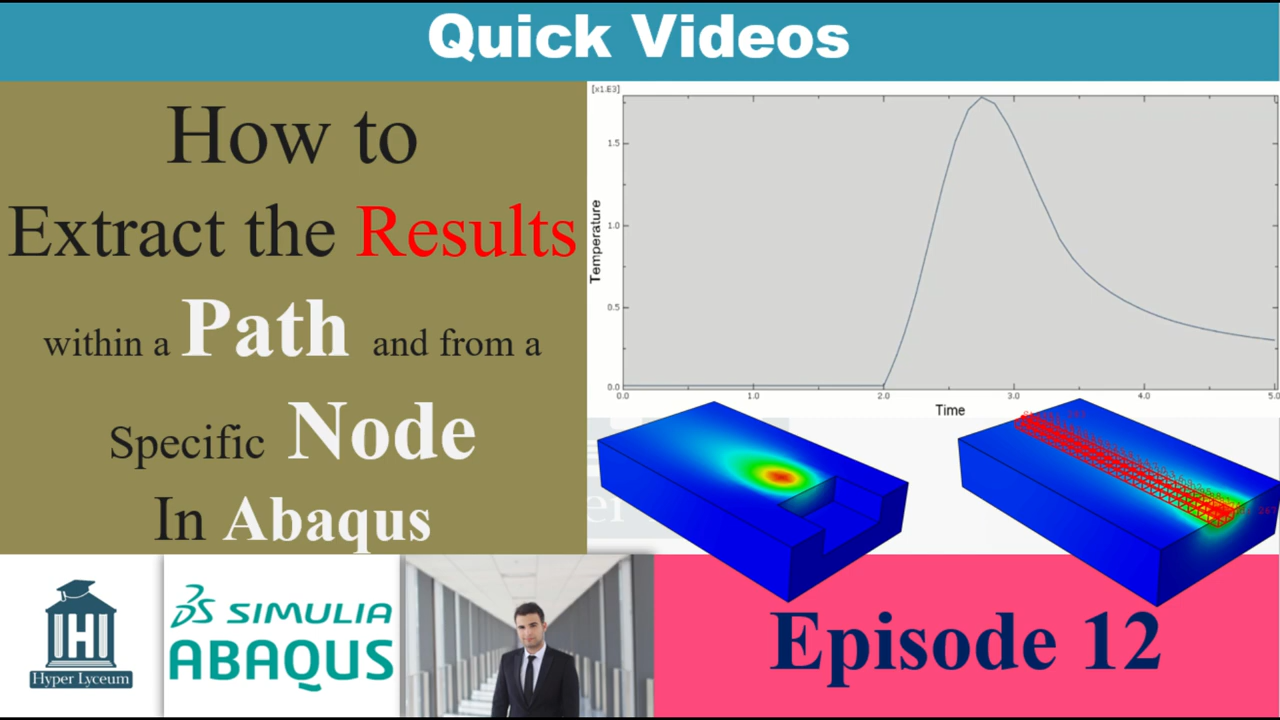 Quick Videos
How to
Extract the Results
within a Path and from a
Specific Node
In Abaqus
[x1.E3]
1.5
1.0
0.5
0.0
Temperature
0.0 1.0 2.0 3.0 4.0 5.0
Time
Hyper Lyceum
SIMULIA
ABAQUS
Episode 12